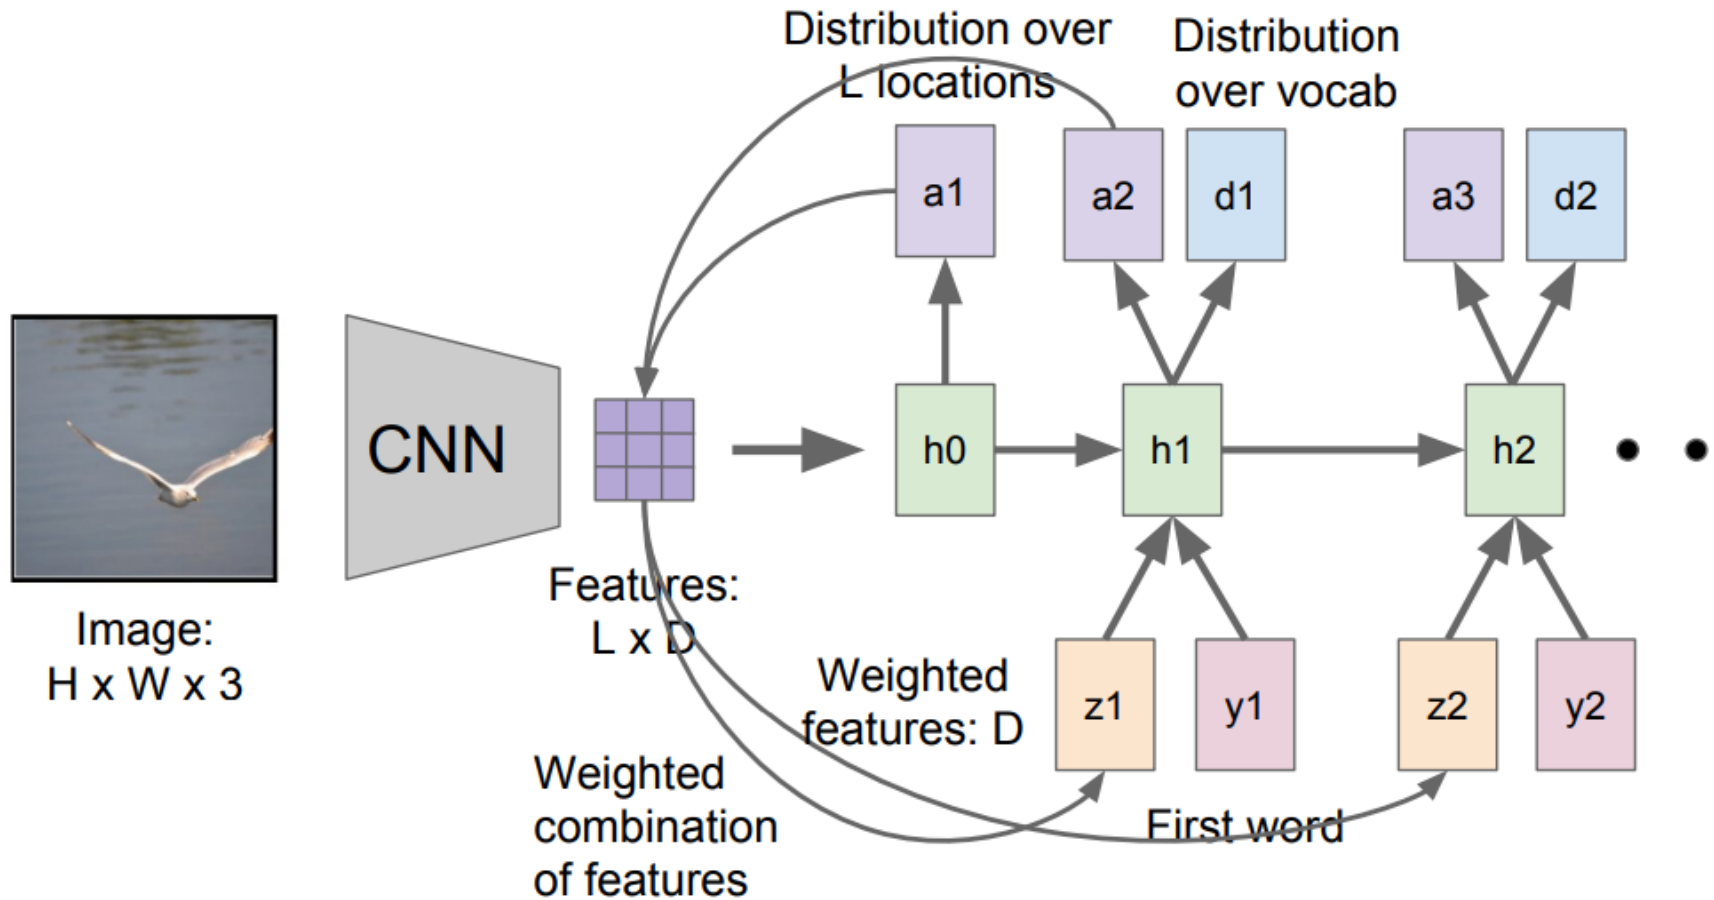 Distribution over
L locations
Distribution
over vocab
a1
a2
d1
a3
d2
CNN
h0
h1
h2
Image:
H x W x 3
Features:
L x D
Weighted
features: D
z1
y1
z2
y2
Weighted
combination
of features
First word